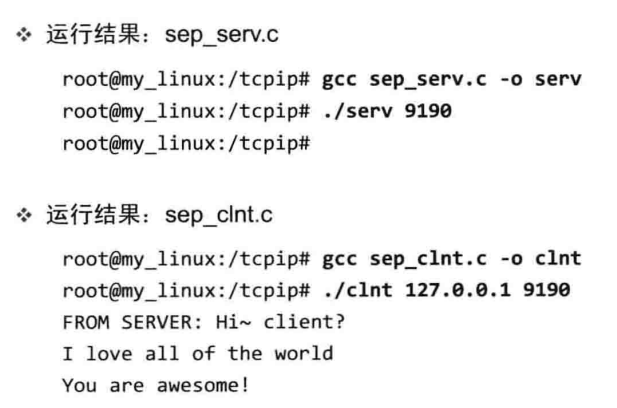 ❖ 运行结果：sep_serv.c
root@my_linux:/tcpip# gcc sep_serv.c -o serv
root@my_linux:/tcpip# ./serv 9190
root@my_linux:/tcpip#
❖ 运行结果：sep_clnt.c
root@my_linux:/tcpip# gcc sep_clnt.c -o clnt
root@my_linux:/tcpip# ./clnt 127.0.0.1 9190
FROM SERVER: Hi~ client?
I love all of the world
You are awesome!